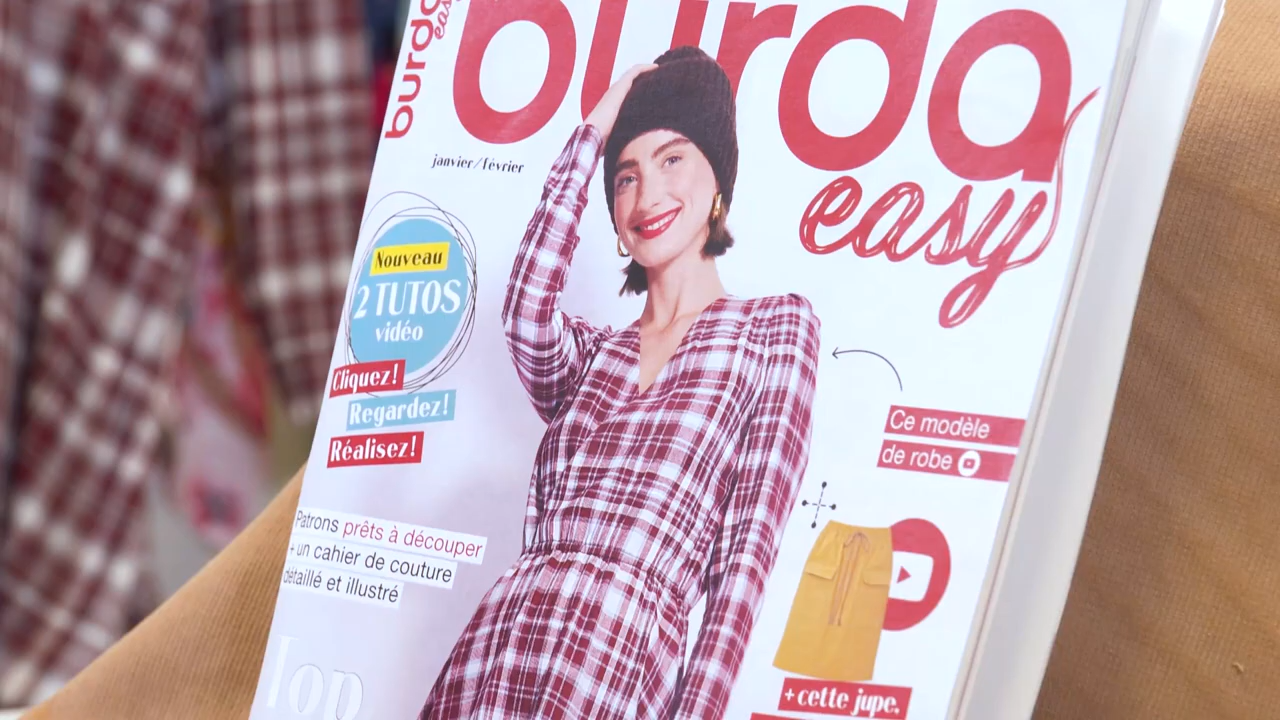 burda
easy
burda
easy
janvier/février
Nouveau
2 TUTOS
vidéo
Cliquez!
Regardez!
Réalisez!
Ce modèle
de robe
Patrons prêts à découper
+ un cahier de couture
détaillé et illustré
Top
+ cette jupe.